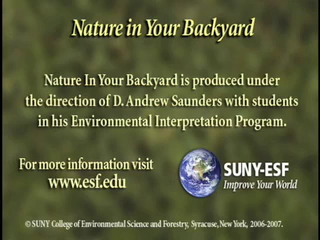 Nature in Your Backyard
Nature In Your Backyard is produced under
the direction of D. Andrew Saunders with students
in his Environmental Interpretation Program.
For more information visit
www.esf.edu
SUNY-ESF
Improve Your World
© SUNY College of Environmental Science and Forestry, Syracuse, New York, 2006-2007.